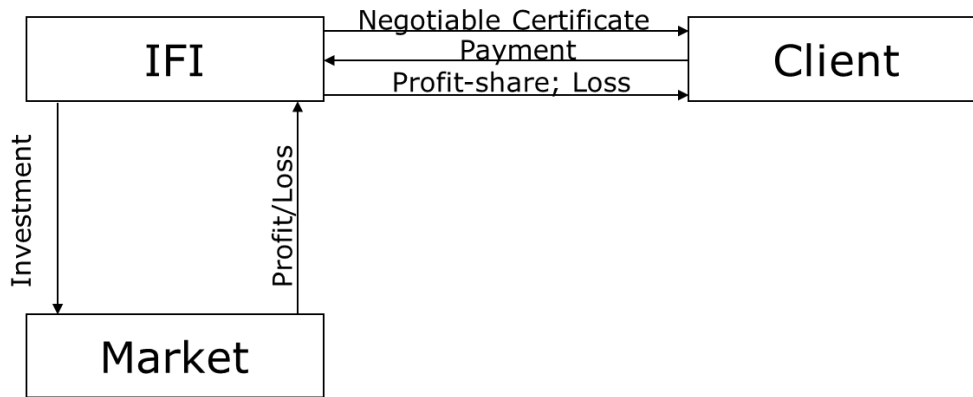 Negotiable Certificate
IFI
Payment
Client
Profit-share; Loss
Investment
Profit/Loss
Market